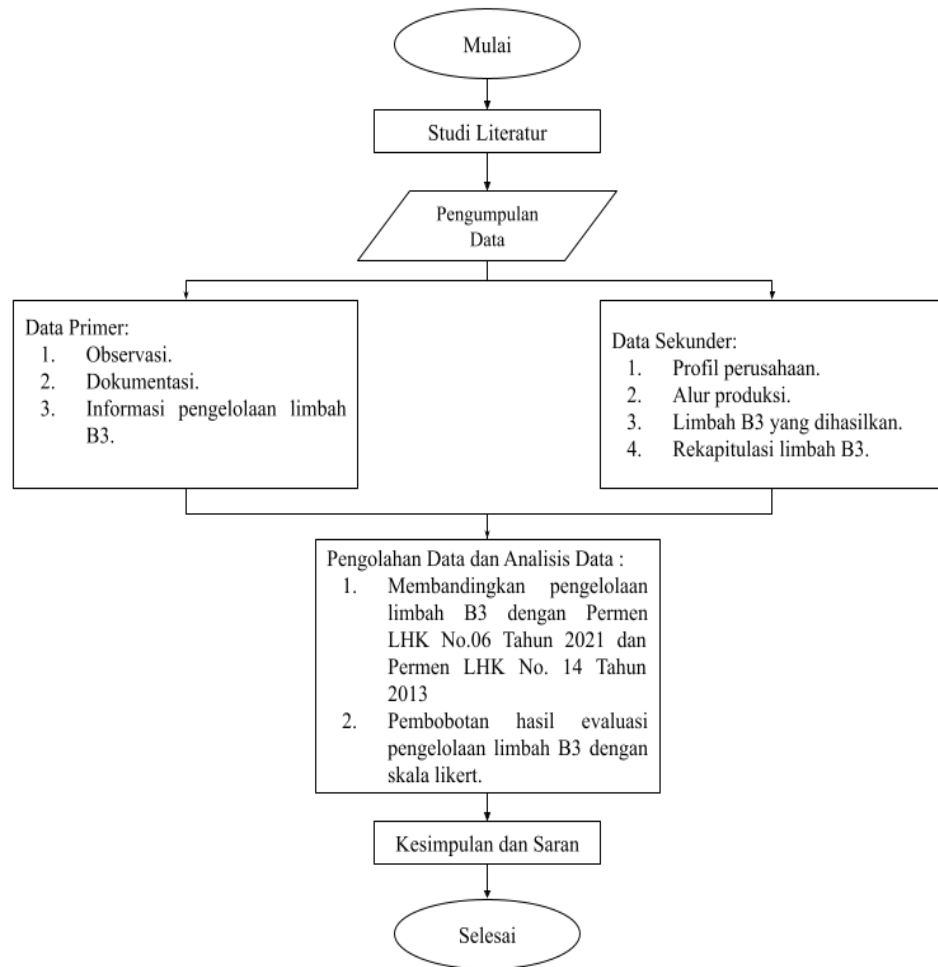 Mulai
Studi Literatur
Pengumpulan
Data
Data Primer:
1. Observasi.
2. Dokumentasi.
3. Informasi pengelolaan limbah
B3.
Data Sekunder:
1. Profil perusahaan.
2. Alur produksi.
3. Limbah B3 yang dihasilkan.
4. Rekapitulasi limbah B3.
Pengolahan Data dan Analisis Data :
1. Membandingkan pengelolaan
limbah B3 dengan Permen
LHK No.06 Tahun 2021 dan
Permen LHK No. 14 Tahun
2013
2. Pembobotan hasil evaluasi
pengelolaan limbah B3 dengan
skala likert.
Kesimpulan dan Saran
Selesai